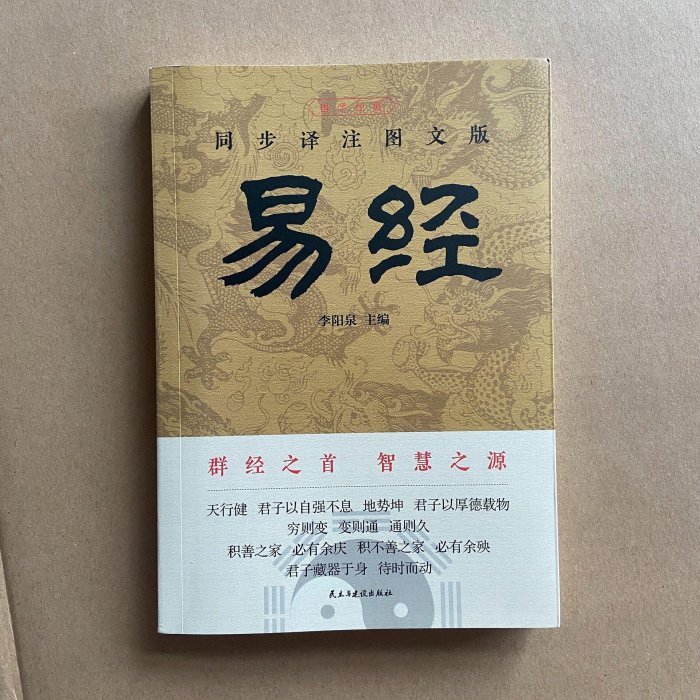 国学经典
同步译注图文版
易经
李阳泉 主编
群经之首 智慧之源
天行健 君子以自强不息 地势坤 君子以厚德载物
穷则变 变则通 通则久
积善之家 必有余庆 积不善之家 必有余殃
君子藏器于身 待时而动
民主与建设出版社